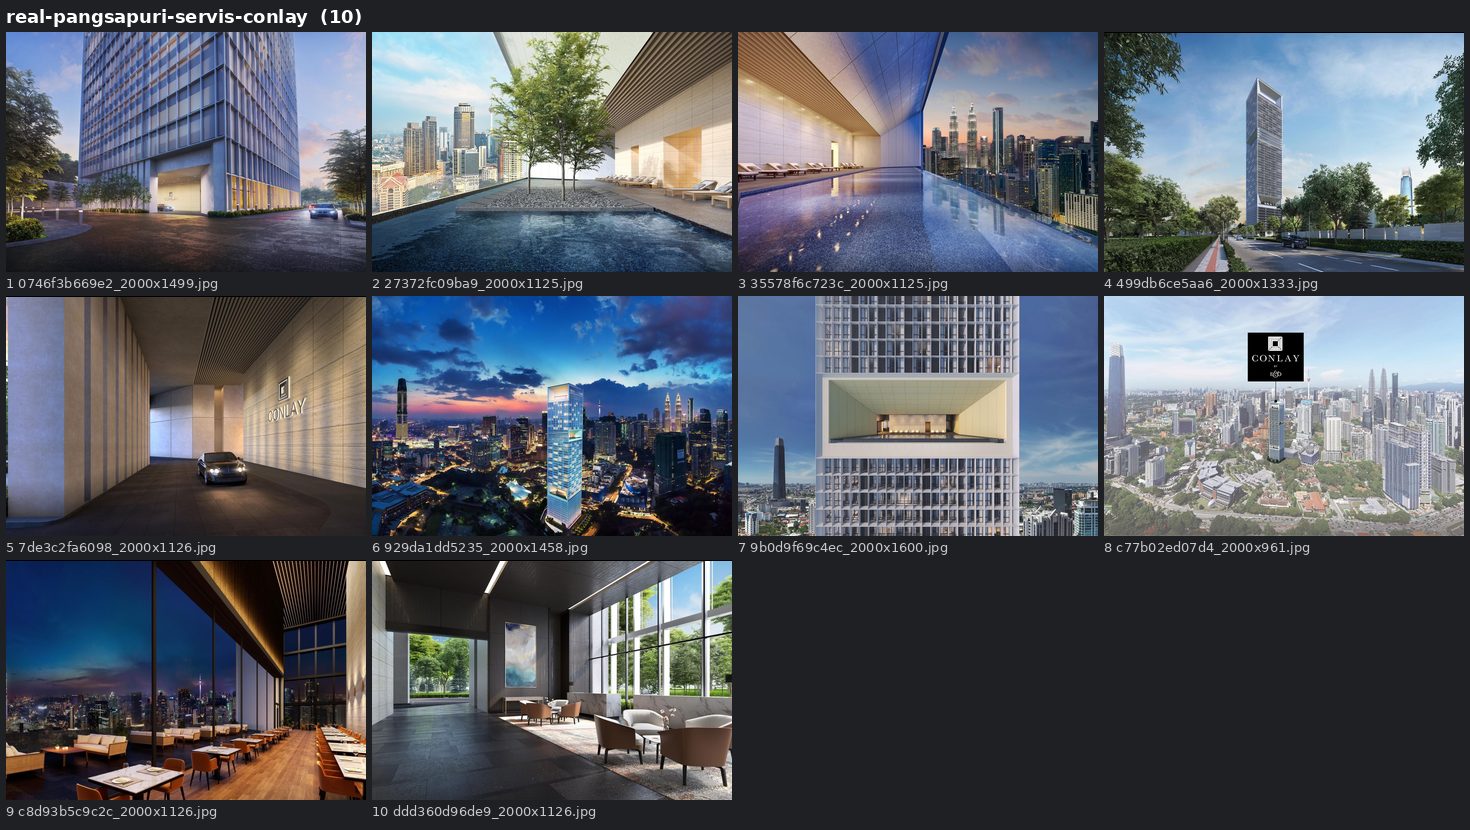 real-pangsapuri-servis-conlay (10)
1 0746f3b669e2_2000x1499.jpg
2 27372fc09ba9_2000x1125.jpg
3 35578f6c723c_2000x1125.jpg
4 499db6ce5aa6_2000x1333.jpg
CONLAY
CONLAY
5 7de3c2fa6098_2000x1126.jpg
6 929da1dd5235_2000x1458.jpg
7 9b0d9f69c4ec_2000x1600.jpg
8 c77b02ed07d4_2000x961.jpg
9 c8d93b5c9c2c_2000x1126.jpg
10 ddd360d96de9_2000x1126.jpg